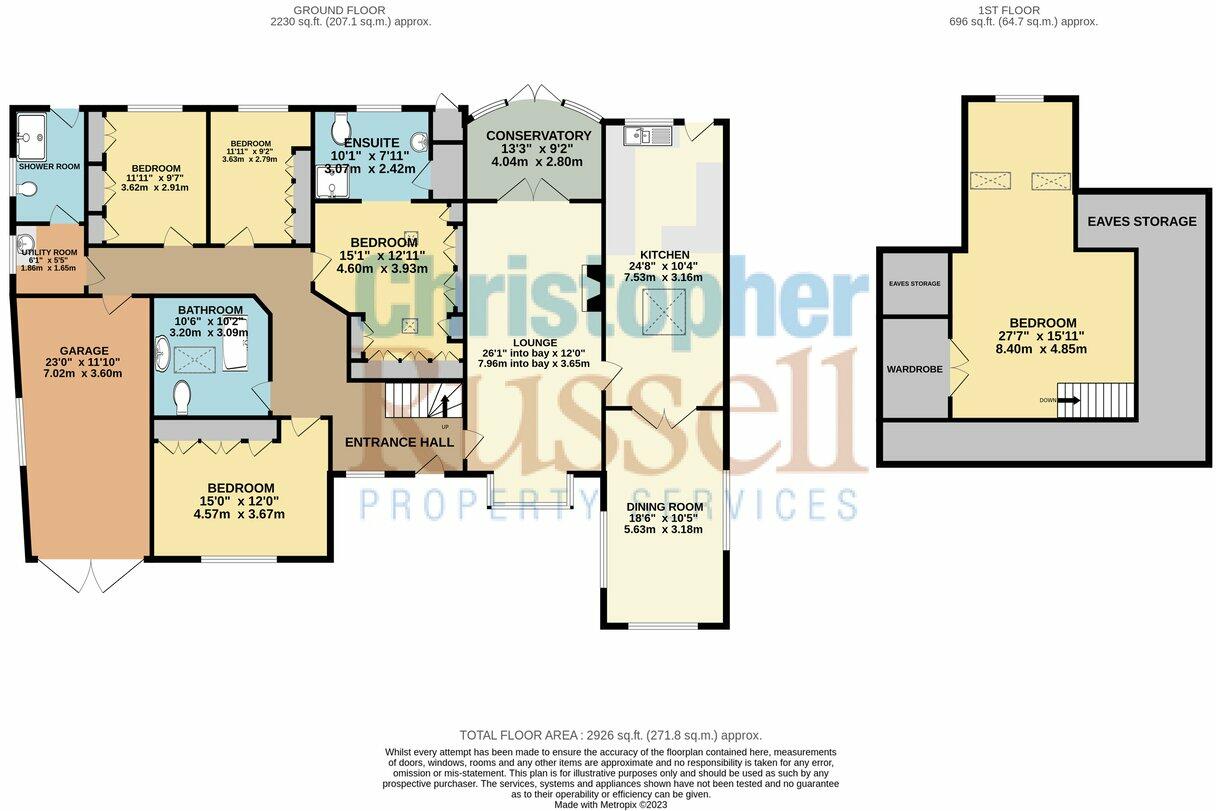 GROUND FLOOR
2230 sq.ft. (207.1 sq.m.) approx.
1ST FLOOR
696 sq.ft. (64.7 sq.m.) approx.
SHOWER ROOM
BEDROOM
11'11" x 9'7"
3.62m x 2.91m
BEDROOM
11'11" x 9'2"
3.63m x 2.79m
ENSUITE
10'1" x 7'11"
3.07m x 2.42m
CONSERVATORY
13'3" x 9'2"
4.04m x 2.80m
UTILITY ROOM
6'1" x 5'5"
1.86m x 1.65m
BEDROOM
15'1" x 12'11"
4.60m x 3.93m
KITCHEN
24'8" x 10'4"
7.53m x 3.16m
BATHROOM
10'6" x 10'2"
3.20m x 3.09m
GARAGE
23'0" x 11'10"
7.02m x 3.60m
LOUNGE
26'1" into bay x 12'0"
7.96m into bay x 3.65m
UP
ENTRANCE HALL
BEDROOM
15'0" x 12'0"
4.57m x 3.67m
DINING ROOM
18'6" x 10'5"
5.63m x 3.18m
EAVES STORAGE
EAVES STORAGE
BEDROOM
27'7" x 15'11"
8.40m x 4.85m
WARDROBE
DOWN
Christopher
Russell
PROPERTY SERVICES
TOTAL FLOOR AREA : 2926 sq.ft. (271.8 sq.m.) approx.
Whilst every attempt has been made to ensure the accuracy of the floorplan contained here, measurements
of doors, windows, rooms and any other items are approximate and no responsibility is taken for any error,
omission or mis-statement. This plan is for illustrative purposes only and should be used as such by any
prospective purchaser. The services, systems and appliances shown have not been tested and no guarantee
as to their operability or efficiency can be given.
Made with Metropix ©2023